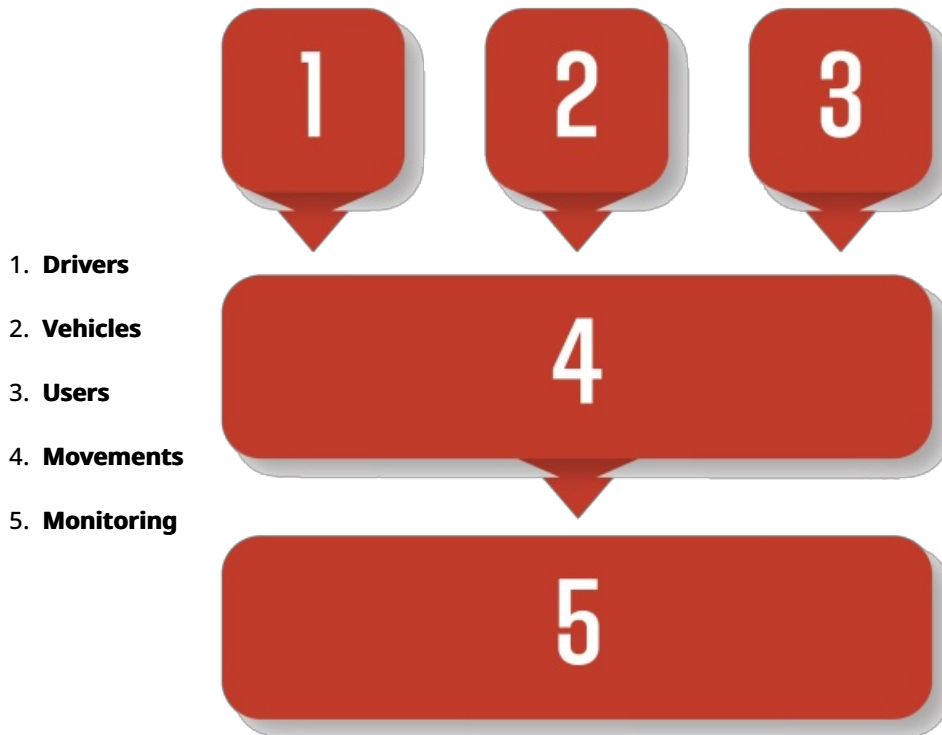 1
2
3
1. Drivers
2. Vehicles
3. Users
4. Movements
5. Monitoring
4
5